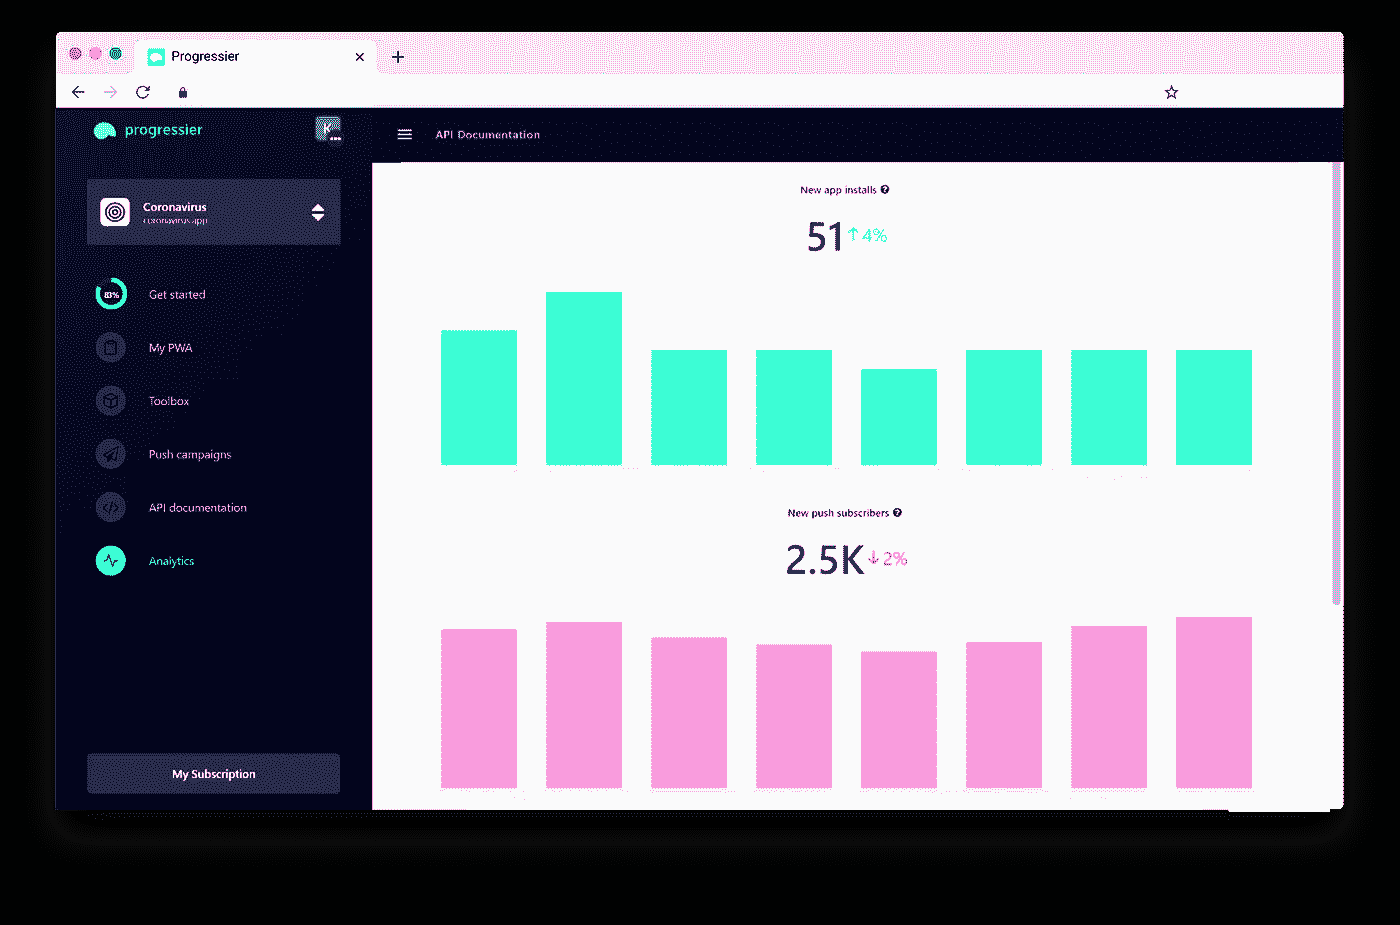 Progressier
progressier
K
API Documentation
Coronavirus
coronavirus.app
83%
Get started
My PWA
Toolbox
Push campaigns
API documentation
Analytics
My Subscription
New app installs
51 ↑ 4%
New push subscribers
2.5K ↓ 2%